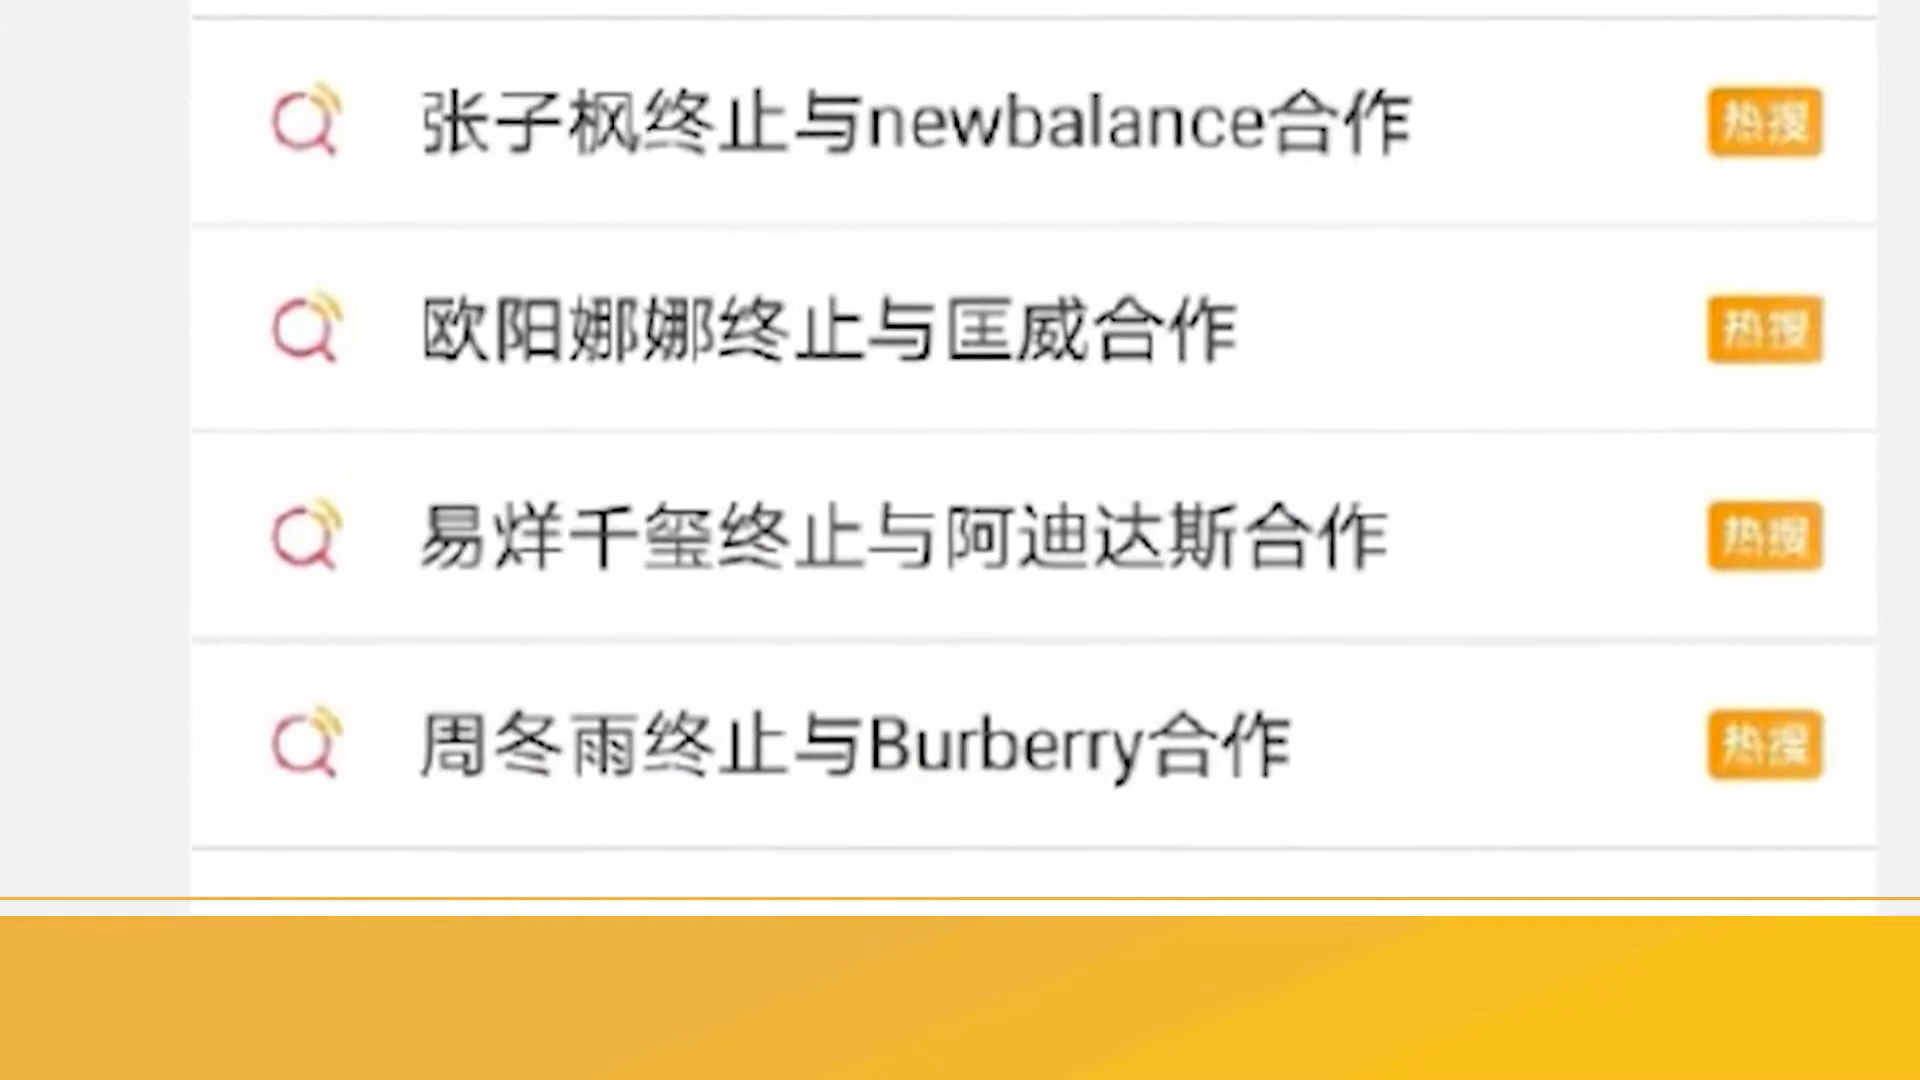 张子枫终止与newbalance合作 热搜
欧阳娜娜终止与匡威合作 热搜
易烊千玺终止与阿迪达斯合作 热搜
周冬雨终止与Burberry合作 热搜